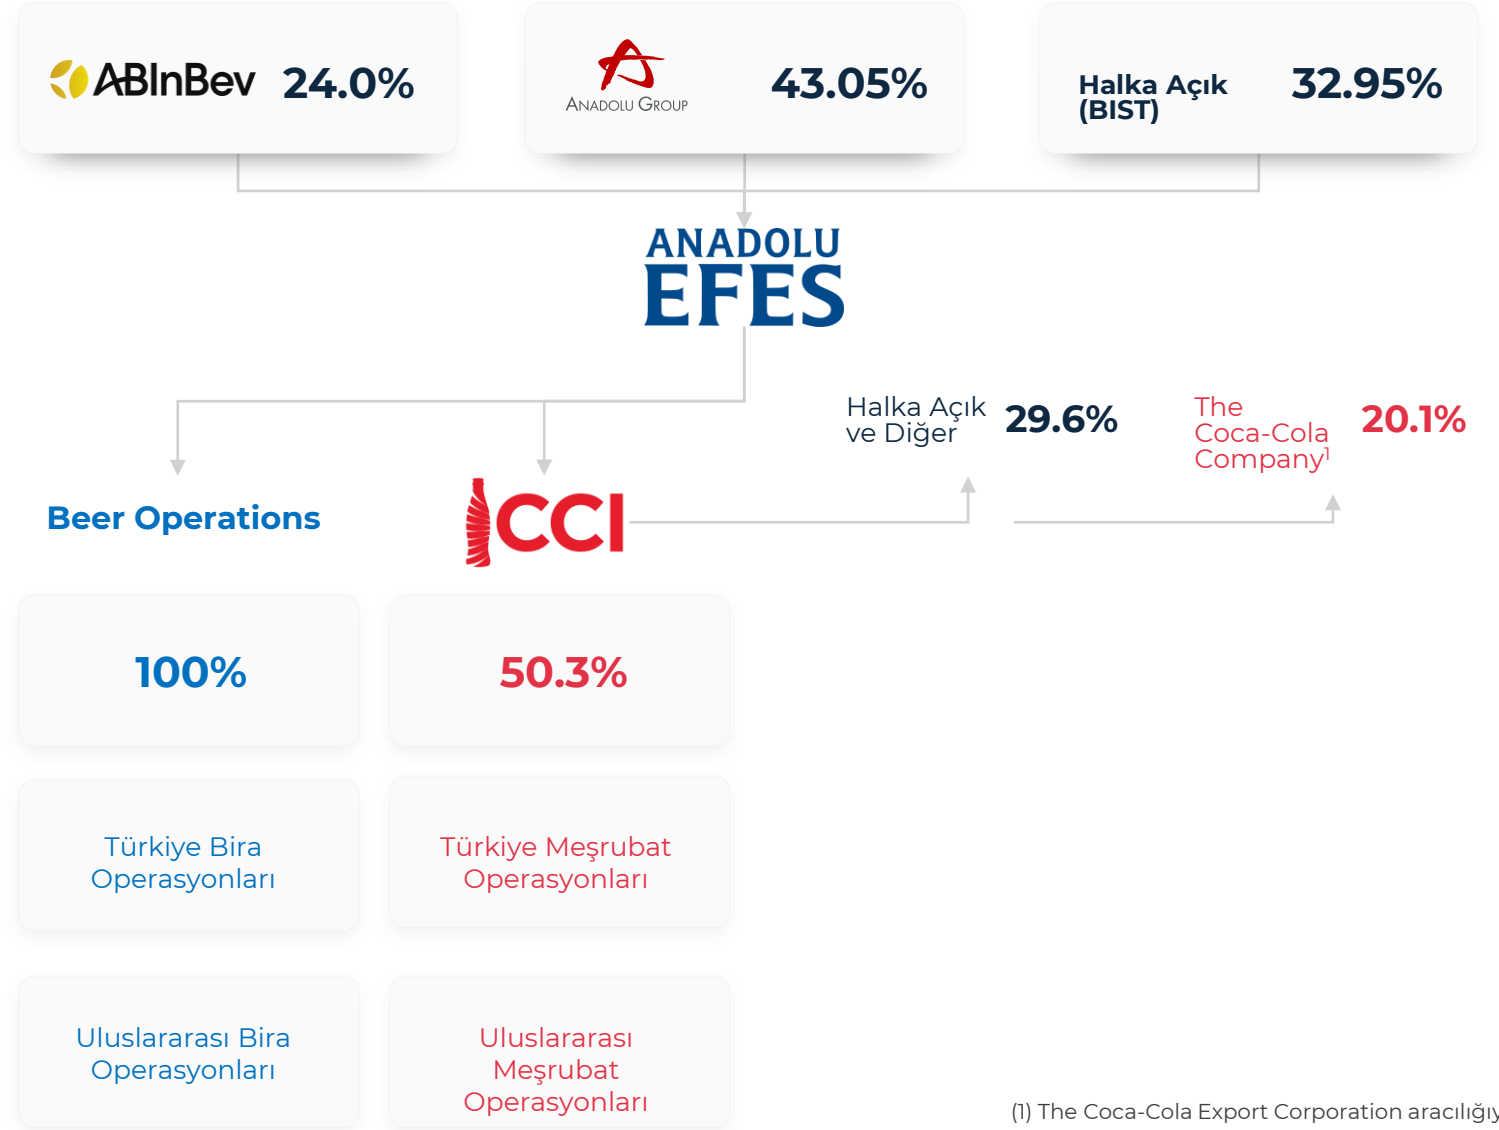 ABInBev 24.0%
ANADOLU GROUP 43.05%
Halka Açık
(BIST)
32.95%
ANADOLU
EFES
Halka Açık
ve Diğer
29.6%
The
Coca-Cola
Company¹
20.1%
Beer Operations
CCI
100%
50.3%
Türkiye Bira
Operasyonları
Türkiye Meşrubat
Operasyonları
Uluslararası Bira
Operasyonları
Uluslararası
Meşrubat
Operasyonları
(1) The Coca-Cola Export Corporation